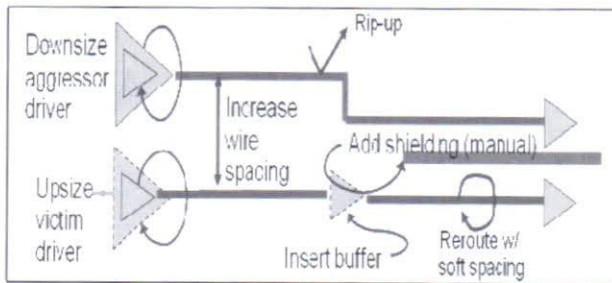 Downsize
aggressor
driver
Rip-up
Increase
wire
spacing
Add shielding (manual)
Upsize
victim
driver
Insert buffer
Reroute w/
soft spacing